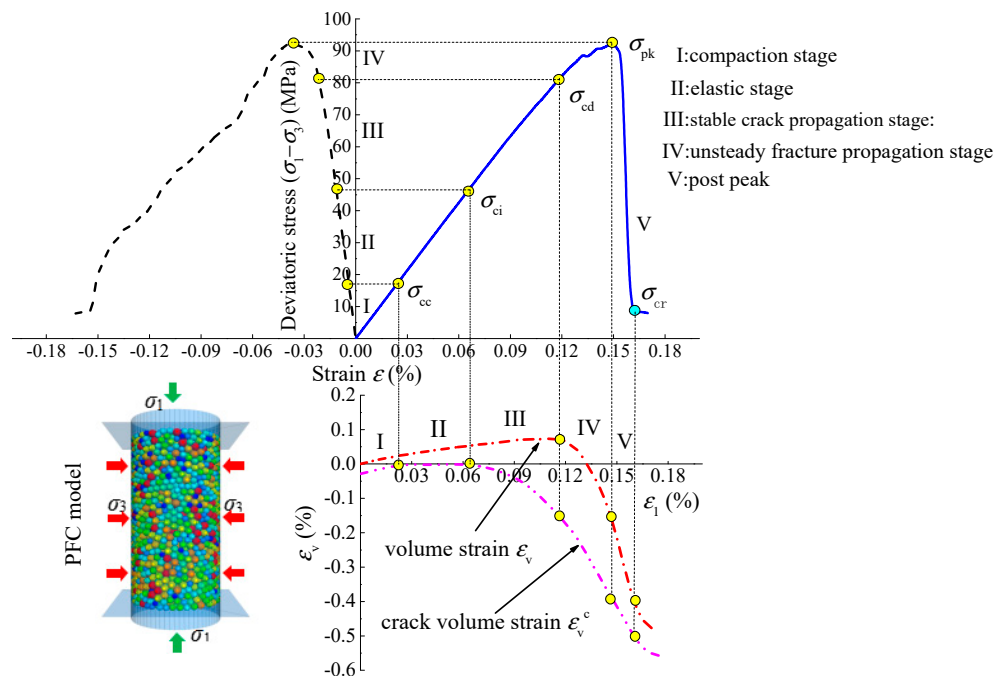 100
90
80
70
60
50
40
30
20
10
Deviatoric stress (σ1−σ3) (MPa)
IV
III
II
I
V
σpk
σcd
σci
σcc
σcr
I:compaction stage
II:elastic stage
III:stable crack propagation stage:
IV:unsteady fracture propagation stage
V:post peak
-0.18 -0.15 -0.12 -0.09 -0.06 -0.03 0.00 0.03 0.06 0.09 0.12 0.15 0.18
Strain ε (%)
PFC model
σ1
σ3 σ3
σ1
0.2
0.1
0.0
-0.1
-0.2
-0.3
-0.4
-0.5
-0.6
εv (%)
I II III IV V
0.03 0.06 0.09 0.12 0.15 0.18
ε1 (%)
volume strain εv
crack volume strain εvc